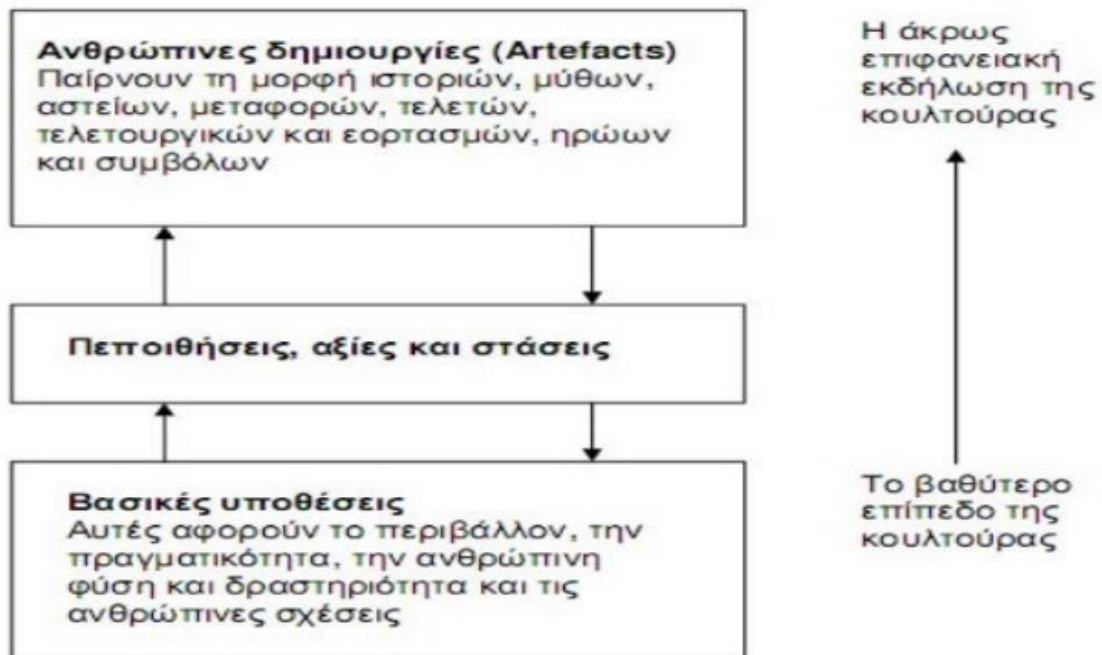 Ανθρώπινες δημιουργίες (Artefacts)
Παίρνουν τη μορφή ιστοριών, μύθων,
αστείων, μεταφορών, τελετών,
τελετουργικών και εορτασμών, ηρώων
και συμβόλων
Η άκρως
επιφανειακή
εκδήλωση της
κουλτούρας
Πεποιθήσεις, αξίες και στάσεις
Βασικές υποθέσεις
Αυτές αφορούν το περιβάλλον, την
πραγματικότητα, την ανθρώπινη
φύση και δραστηριότητα και τις
ανθρώπινες σχέσεις
Το βαθύτερο
επίπεδο της
κουλτούρας